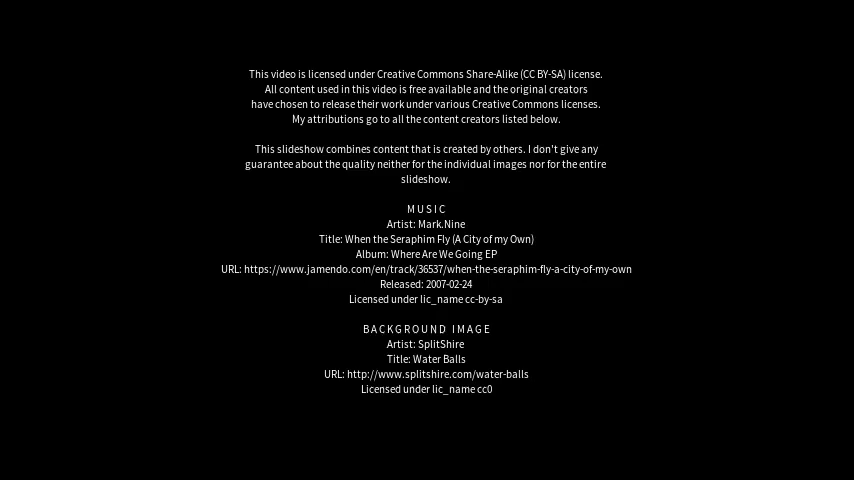 This video is licensed under Creative Commons Share-Alike (CC BY-SA) license.
All content used in this video is free available and the original creators
have chosen to release their work under various Creative Commons licenses.
My attributions go to all the content creators listed below.
This slideshow combines content that is created by others. I don't give any
guarantee about the quality neither for the individual images nor for the entire
slideshow.
MUSIC
Artist: Mark.Nine
Title: When the Seraphim Fly (A City of my Own)
Album: Where Are We Going EP
URL: https://www.jamendo.com/en/track/36537/when-the-seraphim-fly-a-city-of-my-own
Released: 2007-02-24
Licensed under lic_name cc-by-sa
BACKGROUND IMAGE
Artist: SplitShire
Title: Water Balls
URL: http://www.splitshire.com/water-balls
Licensed under lic_name cc0